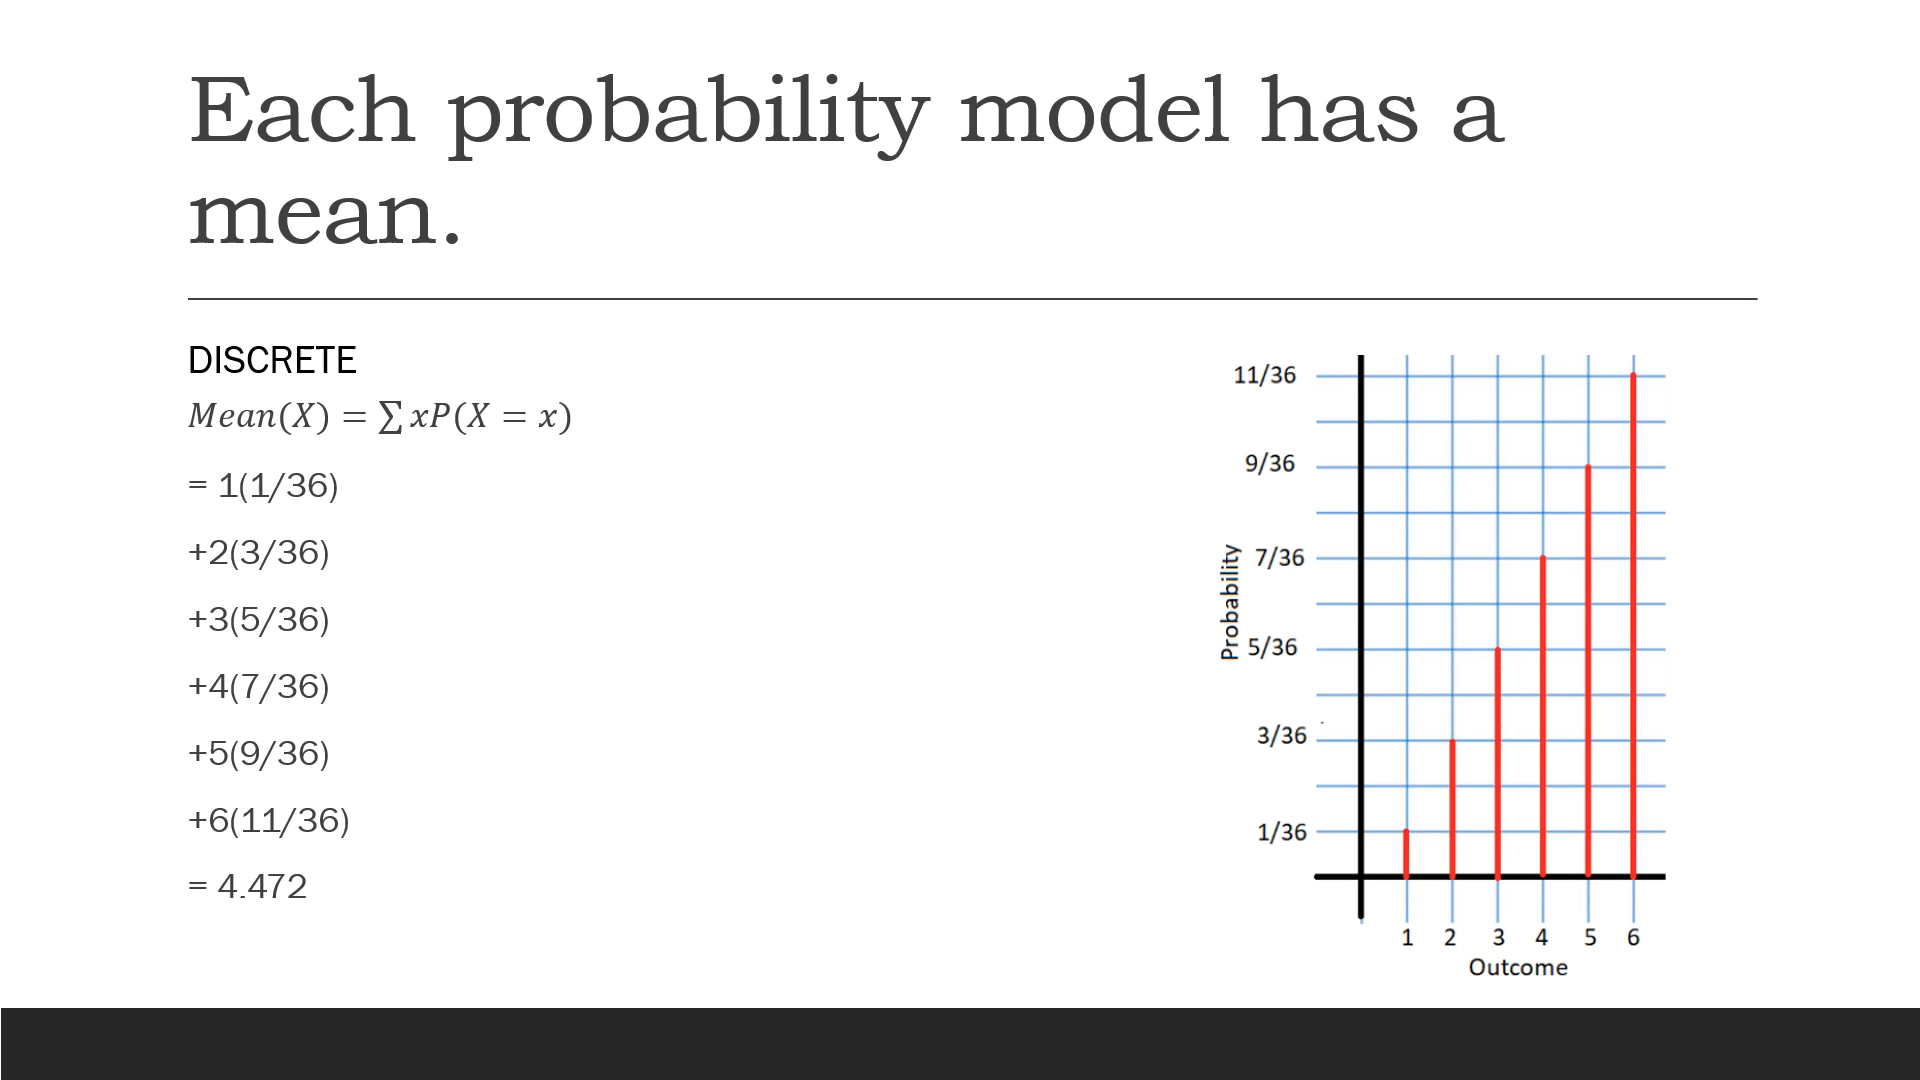 Each probability model has a
mean.
DISCRETE
Mean(X) = ∑ xP(X = x)
= 1(1/36)
+2(3/36)
+3(5/36)
+4(7/36)
+5(9/36)
+6(11/36)
= 4.472
11/36
9/36
7/36
5/36
3/36
1/36
Probability
1 2 3 4 5 6
Outcome